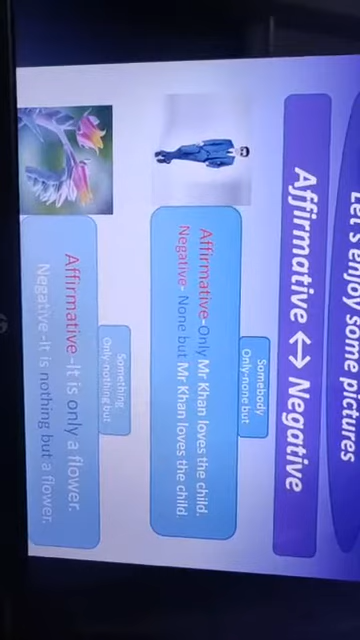 Let's enjoy some pictures
Affirmative ↔ Negative
Somebody
Only-none but
Affirmative-Only Mr Khan loves the child.
Negative- None but Mr Khan loves the child.
Something
Only-nothing but
Affirmative -It is only a flower.
Negative -It is nothing but a flower.